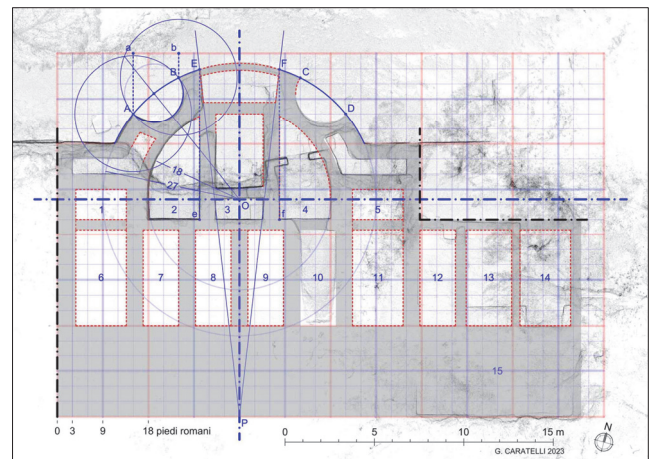 a b E F C
B
A D
18
27
O
1 2 3 4 5
e f
6 7 8 9 10 11 12 13 14
15
P
0 3 9 18 piedi romani 0 5 10 15 m
N
G. CARATELLI 2023